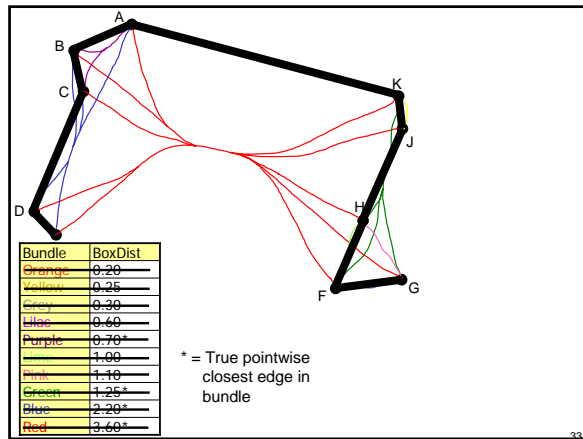 A
B
C
K
J
D
H
F
G
Bundle BoxDist
Orange 0.20
Yellow 0.25
Grey 0.30
Lilac 0.60
Purple 0.70*
Lime 1.00
Pink 1.10
Green 1.25*
Blue 2.20*
Red 3.60*
* = True pointwise
closest edge in
bundle
33